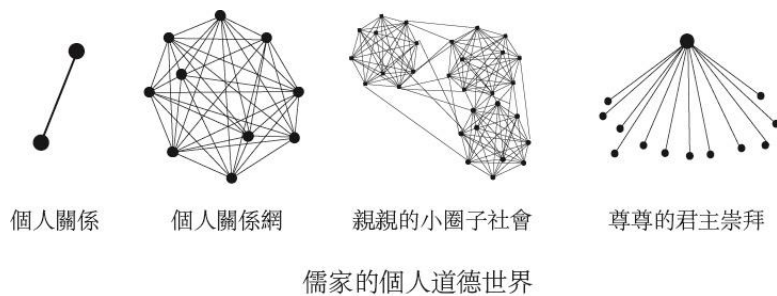 個人關係
個人關係網
親親的小圈子社會
尊尊的君主崇拜
儒家的個人道德世界